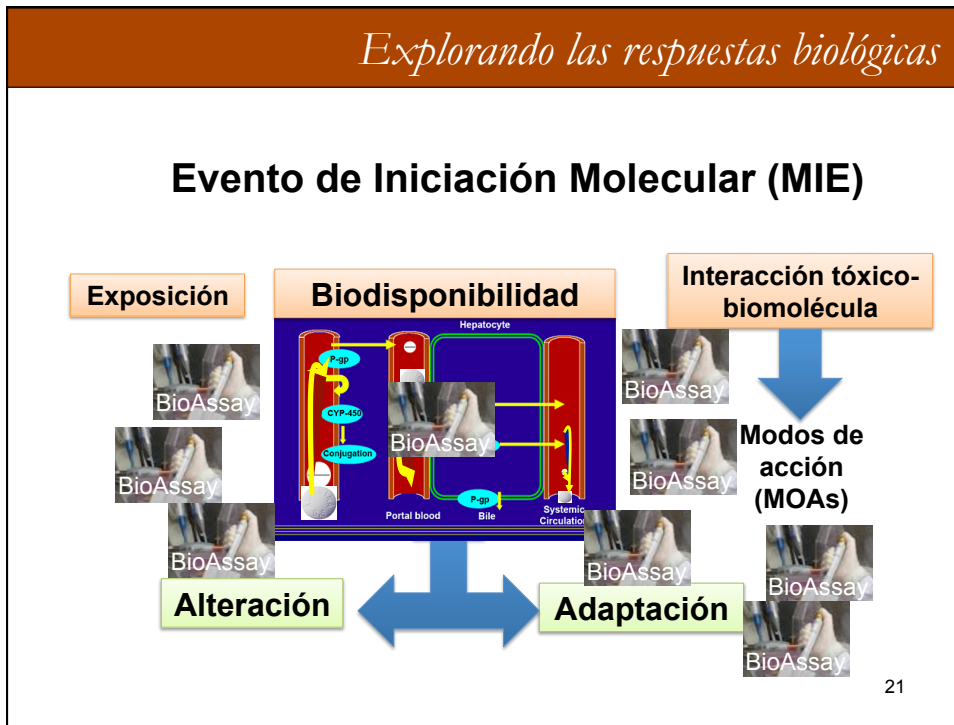 Explorando las respuestas biológicas
Evento de Iniciación Molecular (MIE)
Exposición
Biodisponibilidad
Interacción tóxico-
biomolécula
Hepatocyte
P-gp
CYP-450
Conjugation
P-gp
Portal blood
Bile
Systemic
Circulation
BioAssay
BioAssay
BioAssay
BioAssay
BioAssay
BioAssay
BioAssay
BioAssay
BioAssay
Modos de
acción
(MOAs)
Alteración
Adaptación
21